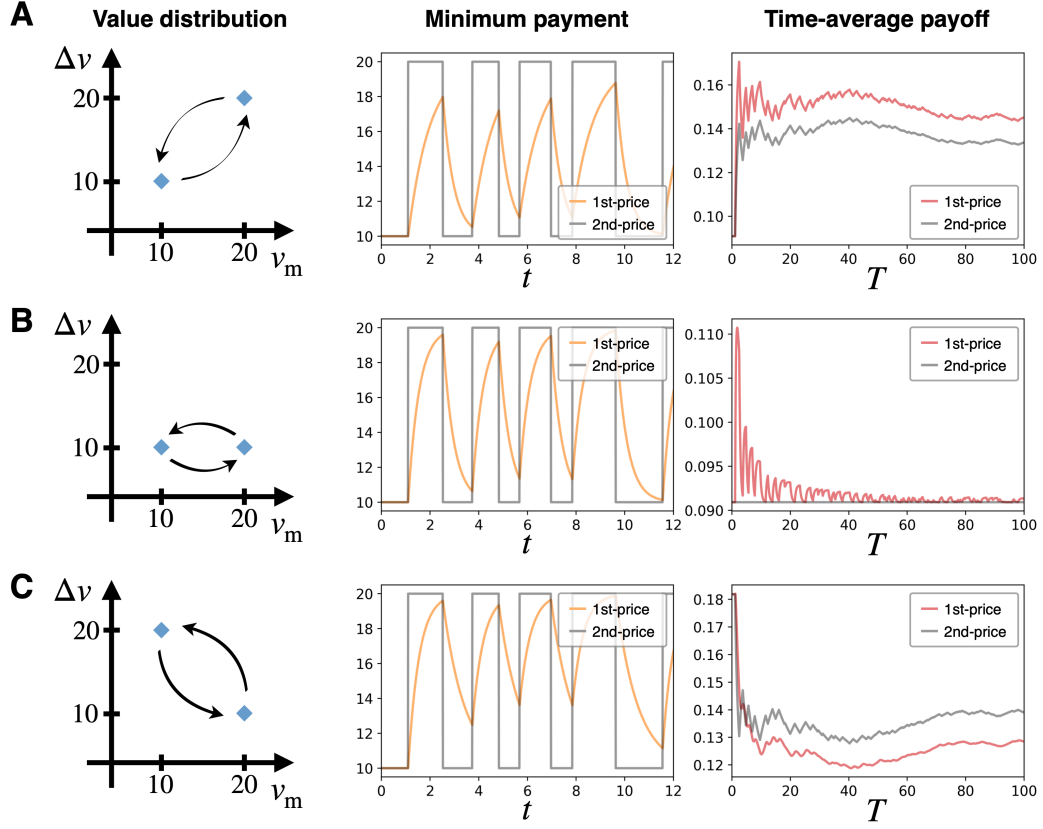 A
Value distribution
Minimum payment
Time-average payoff
Δv
20
10
10
20
v_m
20
18
16
14
12
10
1st-price
2nd-price
0
2
4
6
8
10
12
t
0.16
0.14
0.12
0.10
1st-price
2nd-price
0
20
40
60
80
100
T
B
Δv
20
10
10
20
v_m
20
18
16
14
12
10
1st-price
2nd-price
0
2
4
6
8
10
12
t
0.110
0.105
0.100
0.095
0.090
1st-price
2nd-price
0
20
40
60
80
100
T
C
Δv
20
10
10
20
v_m
20
18
16
14
12
10
1st-price
2nd-price
0
2
4
6
8
10
12
t
0.18
0.17
0.16
0.15
0.14
0.13
0.12
1st-price
2nd-price
0
20
40
60
80
100
T